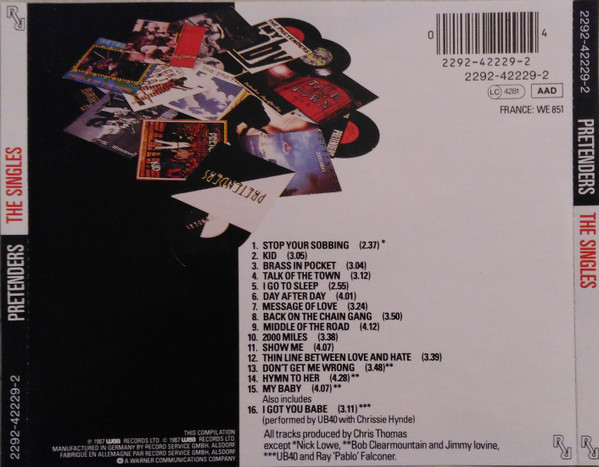 2292-42229-2
PRETENDERS
THE SINGLES
0
4
2292-42229-2
2292-42229-2
LC 4281
AAD
FRANCE: WE 851
PRETENDERS
1. STOP YOUR SOBBING (2.37) *
2. KID (3.05)
3. BRASS IN POCKET (3.04)
4. TALK OF THE TOWN (3.12)
5. I GO TO SLEEP (2.55)
6. DAY AFTER DAY (4.01)
7. MESSAGE OF LOVE (3.24)
8. BACK ON THE CHAIN GANG (3.50)
9. MIDDLE OF THE ROAD (4.12)
10. 2000 MILES (3.38)
11. SHOW ME (4.07)
12. THIN LINE BETWEEN LOVE AND HATE (3.39)
13. DON'T GET ME WRONG (3.48)**
14. HYMN TO HER (4.28)**
15. MY BABY (4.07)**
Also includes
16. I GOT YOU BABE (3.11)***
(performed by UB40 with Chrissie Hynde)
All tracks produced by Chris Thomas
except *Nick Lowe, **Bob Clearmountain and Jimmy Iovine,
***UB40 and Ray 'Pablo' Falconer.
THIS COMPILATION
℗ 1987 WEA RECORDS LTD. © 1987 WEA RECORDS LTD.
MANUFACTURED IN GERMANY BY RECORD SERVICE GMBH, ALSDORF
FABRIQUÉ EN ALLEMAGNE PAR RECORD SERVICE GMBH, ALSDORF
A WARNER COMMUNICATIONS COMPANY
2292-42229-2
PRETENDERS
THE SINGLES